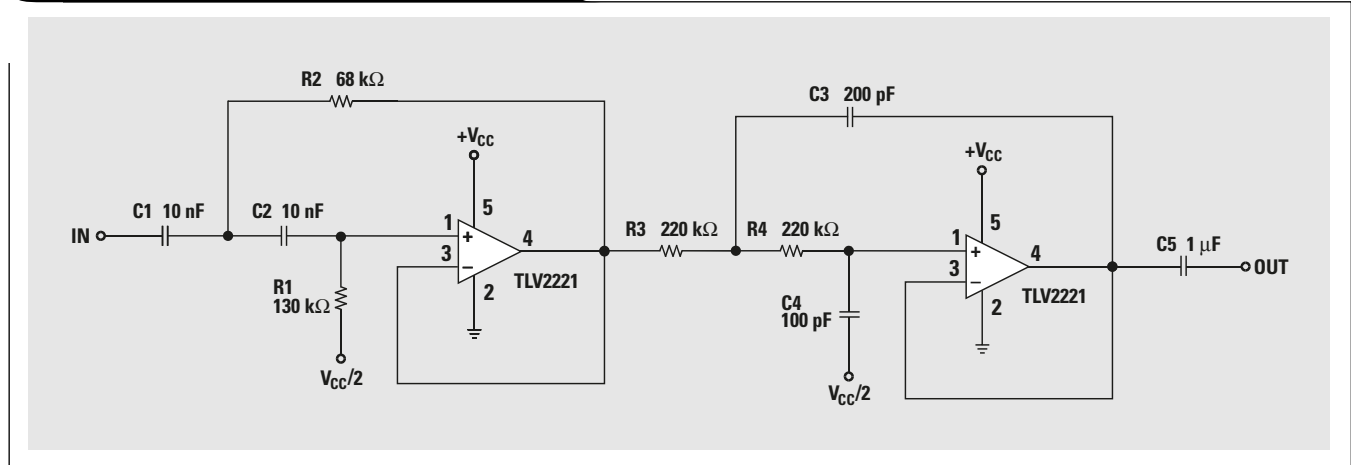 R2 68 kΩ
C3 200 pF
+VCC
+VCC
5
5
C1 10 nF
C2 10 nF
1
4
R3 220 kΩ
R4 220 kΩ
1
4
C5 1 μF
IN
+
+
3
–
TLV2221
3
–
TLV2221
OUT
R1
130 kΩ
2
C4
100 pF
2
VCC/2
VCC/2